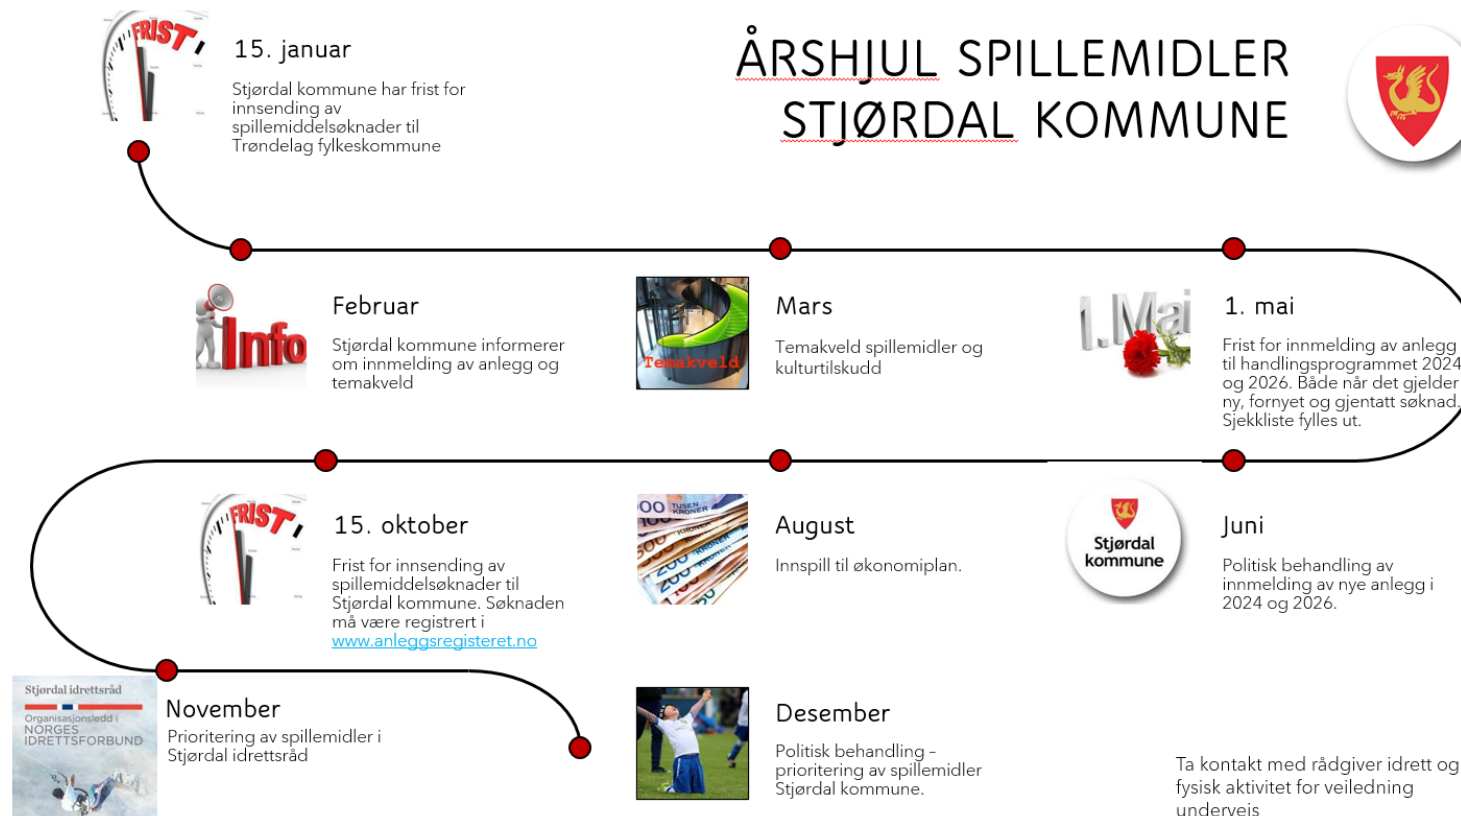 ÅRSHJUL SPILLEMIDLER
STJØRDAL KOMMUNE
FRIST
15. januar
Stjørdal kommune har frist for
innsending av
spillemiddelsøknader til
Trøndelag fylkeskommune
Info
Februar
Stjørdal kommune informerer
om innmelding av anlegg og
temakveld
Temakveld
Mars
Temakveld spillemidler og
kulturtilskudd
1.Mai
1. mai
Frist for innmelding av anlegg
til handlingsprogrammet 2024
og 2026. Både når det gjelder
ny, fornyet og gjentatt søknad.
Sjekkliste fylles ut.
FRIST
15. oktober
Frist for innsending av
spillemiddelsøknader til
Stjørdal kommune. Søknaden
må være registrert i
www.anleggsregisteret.no
TUSEN
KRONER
August
Innspill til økonomiplan.
Stjørdal
kommune
Juni
Politisk behandling av
innmelding av nye anlegg i
2024 og 2026.
Stjørdal idrettsråd
Organisasjonsledd i
NORGES
IDRETTSFORBUND
November
Prioritering av spillemidler i
Stjørdal idrettsråd
Desember
Politisk behandling –
prioritering av spillemidler
Stjørdal kommune.
Ta kontakt med rådgiver idrett og
fysisk aktivitet for veiledning
underveis